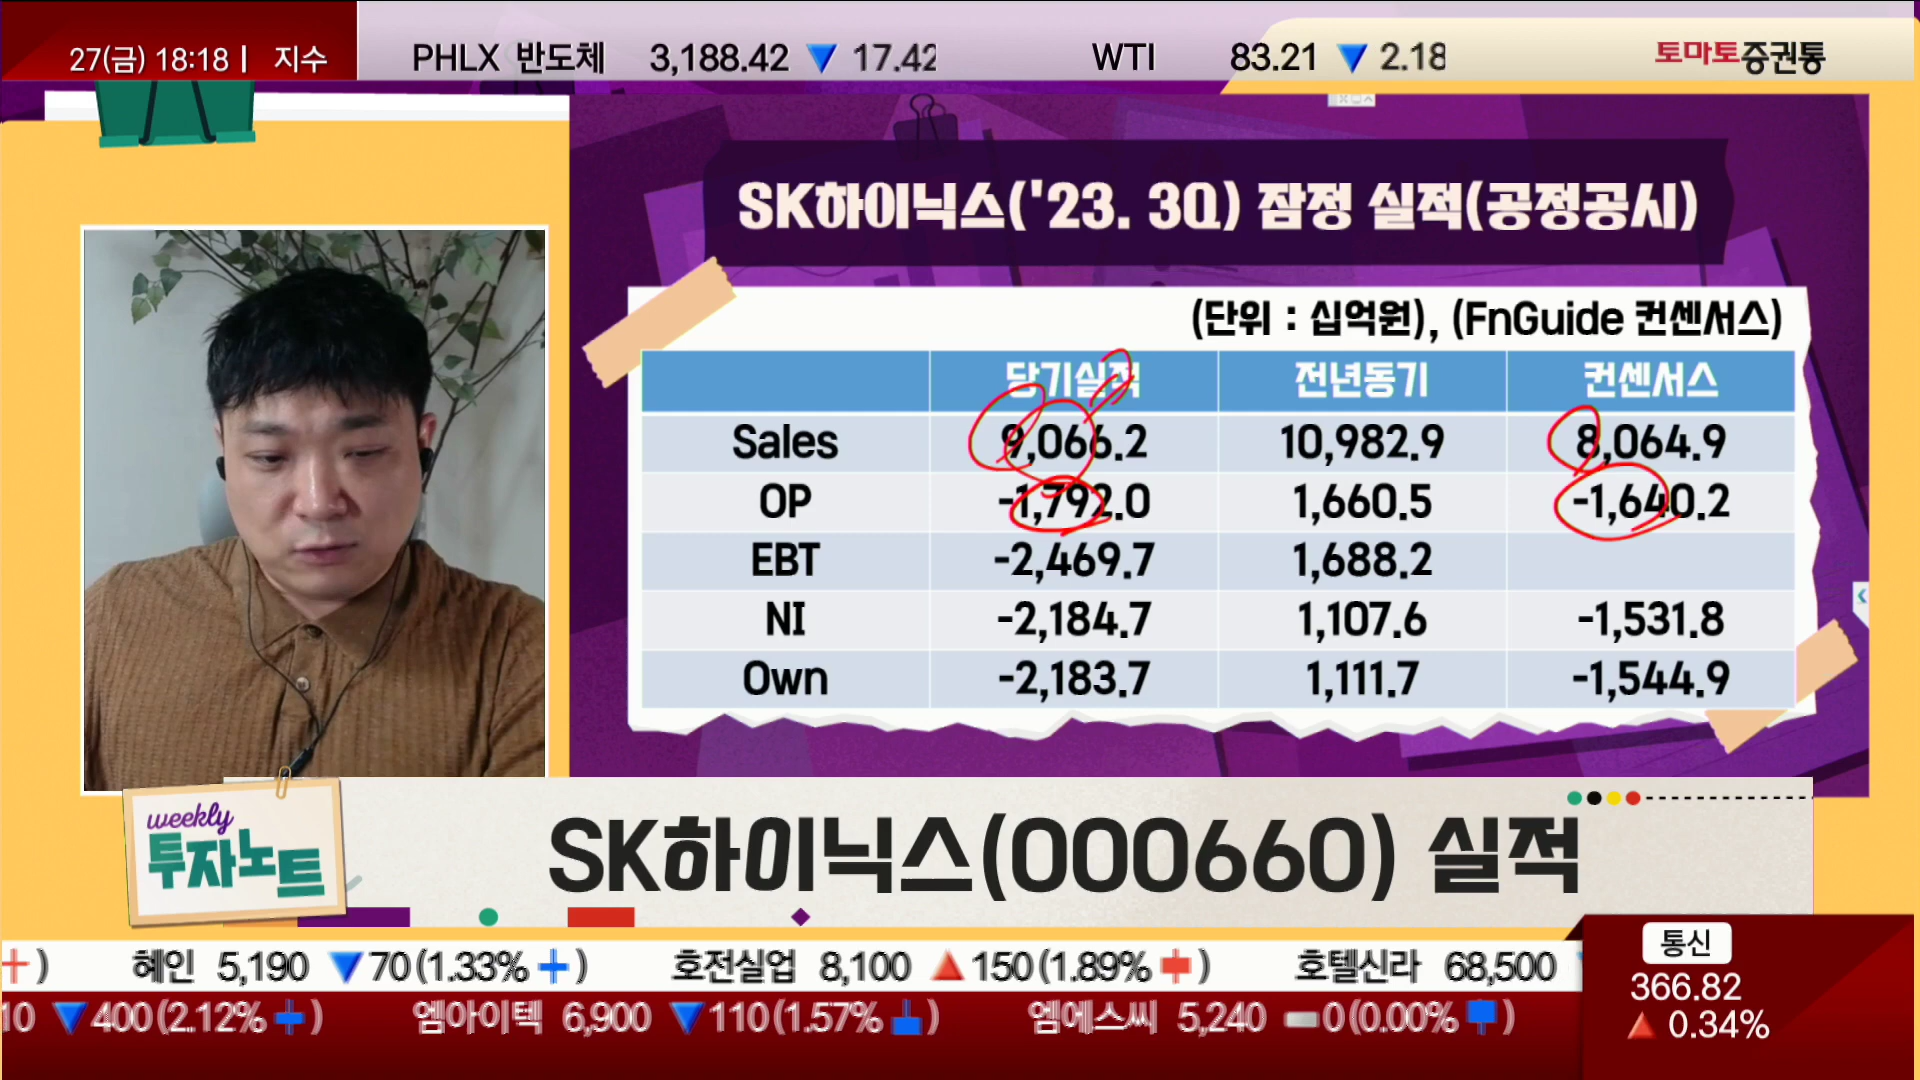 27(금) 18:18 | 지수 PHLX 반도체 3,188.42 ▼ 17.42 WTI 83.21 ▼ 2.18 토마토증권통
SK하이닉스('23. 3Q) 잠정 실적(공정공시)
(단위 : 십억원), (FnGuide 컨센서스)
당기실적 전년동기 컨센서스
Sales 9,066.2 10,982.9 8,064.9
OP -1,792.0 1,660.5 -1,640.2
EBT -2,469.7 1,688.2
NI -2,184.7 1,107.6 -1,531.8
Own -2,183.7 1,111.7 -1,544.9
weekly
투자노트
SK하이닉스(000660) 실적
) 혜인 5,190 ▼70(1.33% ) 호전실업 8,100 ▲150(1.89% ) 호텔신라 68,500
10 ▼400(2.12% ) 엠아이텍 6,900 ▼110(1.57% ) 엠에스씨 5,240 0(0.00% )
통신
366.82
▲ 0.34%